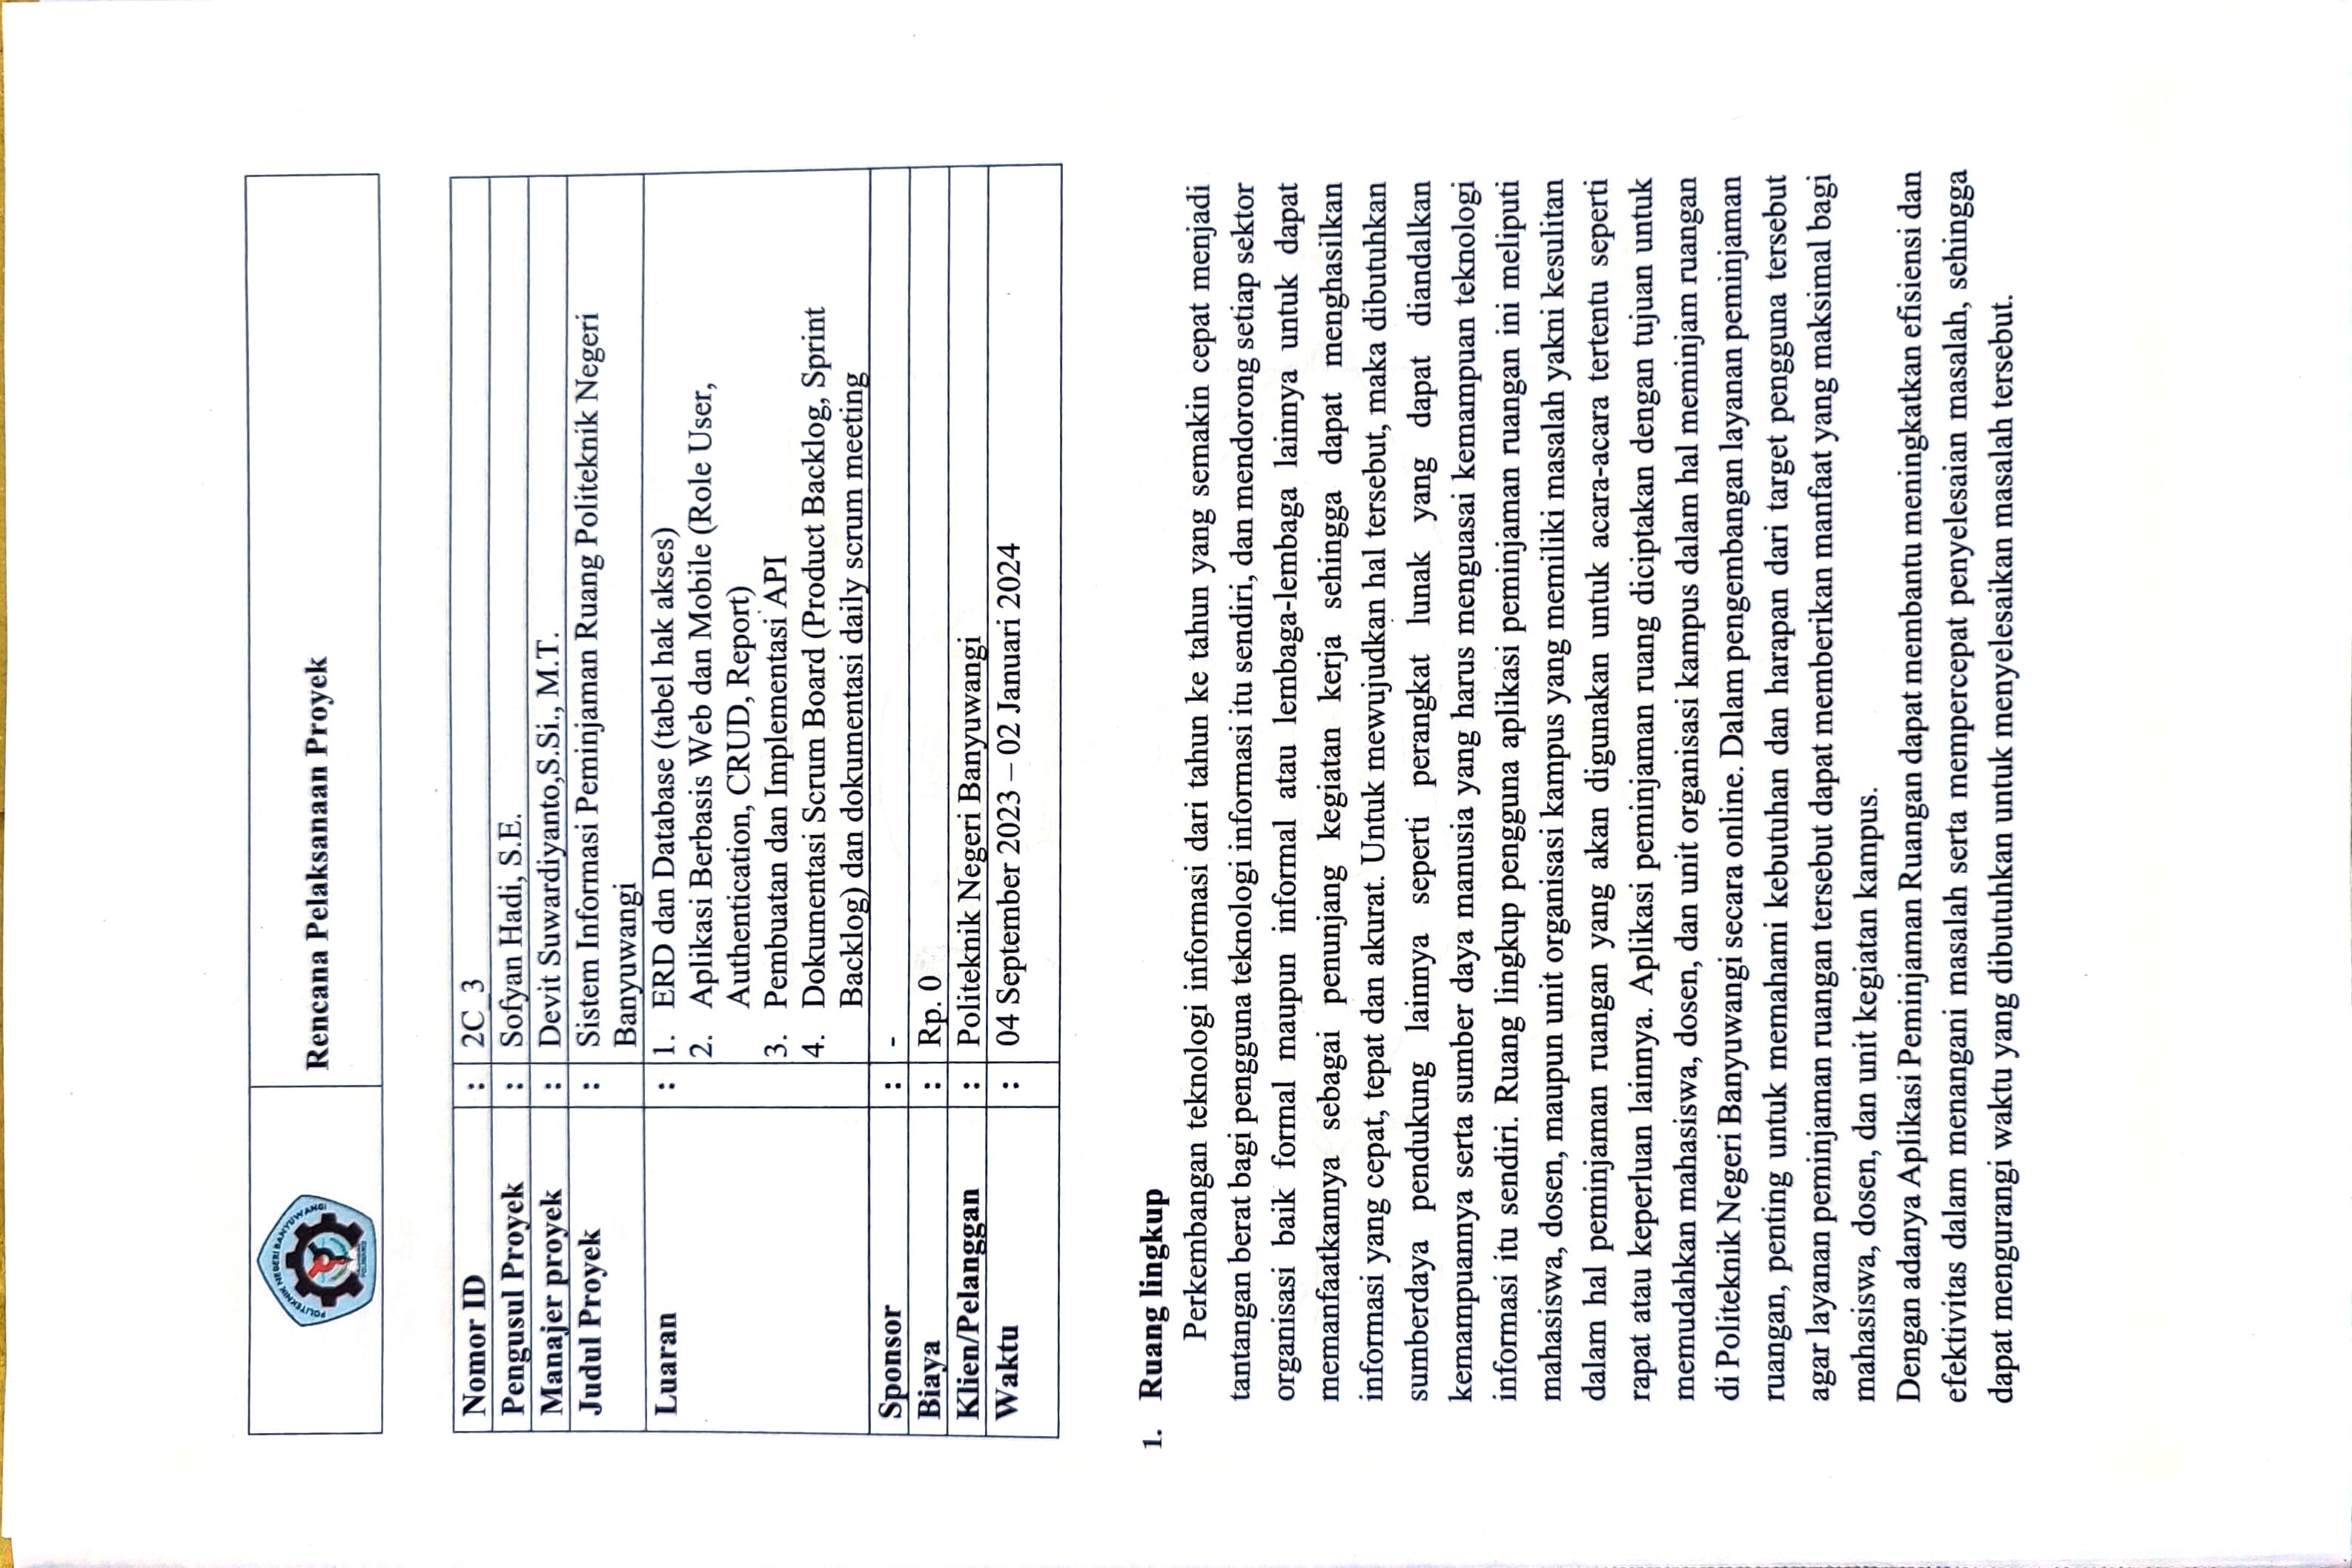 POLITEKNIK NEGERI BANYUWANGI
Rencana Pelaksanaan Proyek
Nomor ID : 2C_3
Pengusul Proyek : Sofyan Hadi, S.E.
Manajer proyek : Devit Suwardiyanto,S.Si., M.T.
Judul Proyek : Sistem Informasi Peminjaman Ruang Politeknik Negeri
Banyuwangi
Luaran : 1. ERD dan Database (tabel hak akses)
2. Aplikasi Berbasis Web dan Mobile (Role User,
Authentication, CRUD, Report)
3. Pembuatan dan Implementasi API
4. Dokumentasi Scrum Board (Product Backlog, Sprint
Backlog) dan dokumentasi daily scrum meeting
Sponsor : -
Biaya : Rp. 0
Klien/Pelanggan : Politeknik Negeri Banyuwangi
Waktu : 04 September 2023 – 02 Januari 2024
1. Ruang lingkup
Perkembangan teknologi informasi dari tahun ke tahun yang semakin cepat menjadi
tantangan berat bagi pengguna teknologi informasi itu sendiri, dan mendorong setiap sektor
organisasi baik formal maupun informal atau lembaga-lembaga lainnya untuk dapat
memanfaatkannya sebagai penunjang kegiatan kerja sehingga dapat menghasilkan
informasi yang cepat, tepat dan akurat. Untuk mewujudkan hal tersebut, maka dibutuhkan
sumberdaya pendukung lainnya seperti perangkat lunak yang dapat diandalkan
kemampuannya serta sumber daya manusia yang harus menguasai kemampuan teknologi
informasi itu sendiri. Ruang lingkup pengguna aplikasi peminjaman ruangan ini meliputi
mahasiswa, dosen, maupun unit organisasi kampus yang memiliki masalah yakni kesulitan
dalam hal peminjaman ruangan yang akan digunakan untuk acara-acara tertentu seperti
rapat atau keperluan lainnya. Aplikasi peminjaman ruang diciptakan dengan tujuan untuk
memudahkan mahasiswa, dosen, dan unit organisasi kampus dalam hal meminjam ruangan
di Politeknik Negeri Banyuwangi secara online. Dalam pengembangan layanan peminjaman
ruangan, penting untuk memahami kebutuhan dan harapan dari target pengguna tersebut
agar layanan peminjaman ruangan tersebut dapat memberikan manfaat yang maksimal bagi
mahasiswa, dosen, dan unit kegiatan kampus.
Dengan adanya Aplikasi Peminjaman Ruangan dapat membantu meningkatkan efisiensi dan
efektivitas dalam menangani masalah serta mempercepat penyelesaian masalah, sehingga
dapat mengurangi waktu yang dibutuhkan untuk menyelesaikan masalah tersebut.